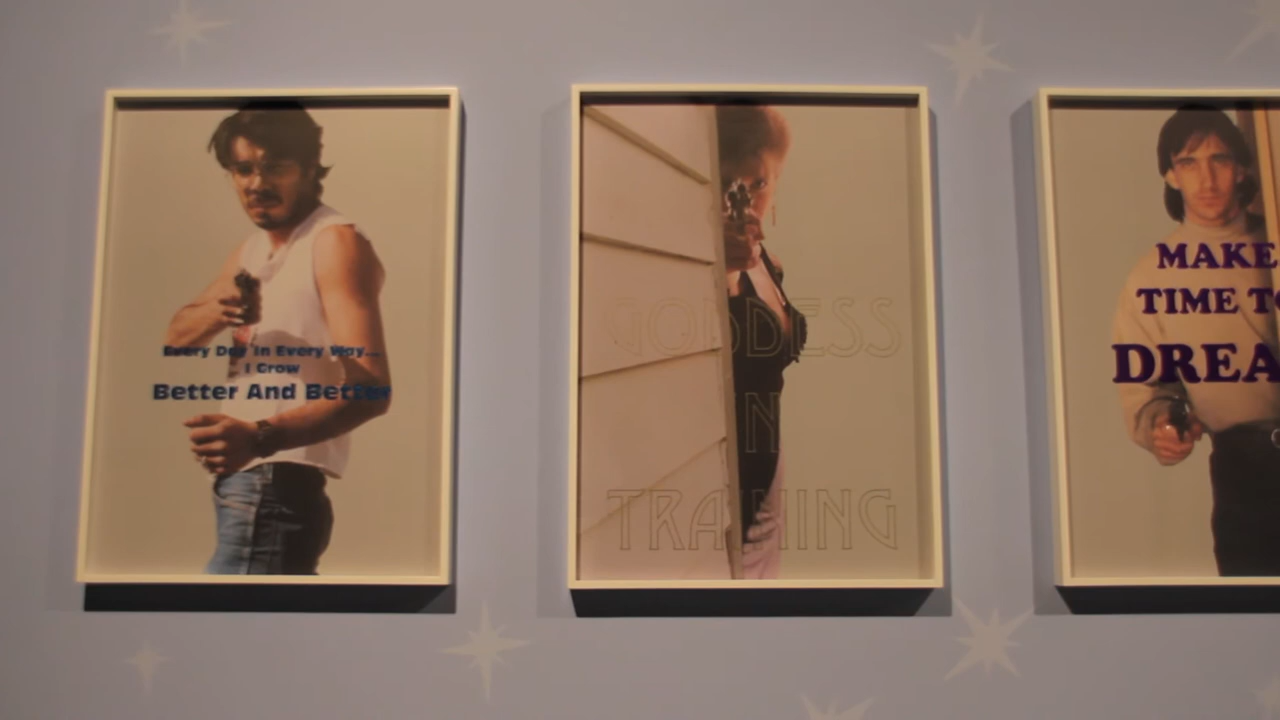 Every Day In Every Way...
I Grow
Better And Better
GODDESS
IN
TRAINING
MAKE
TIME TO
DREA